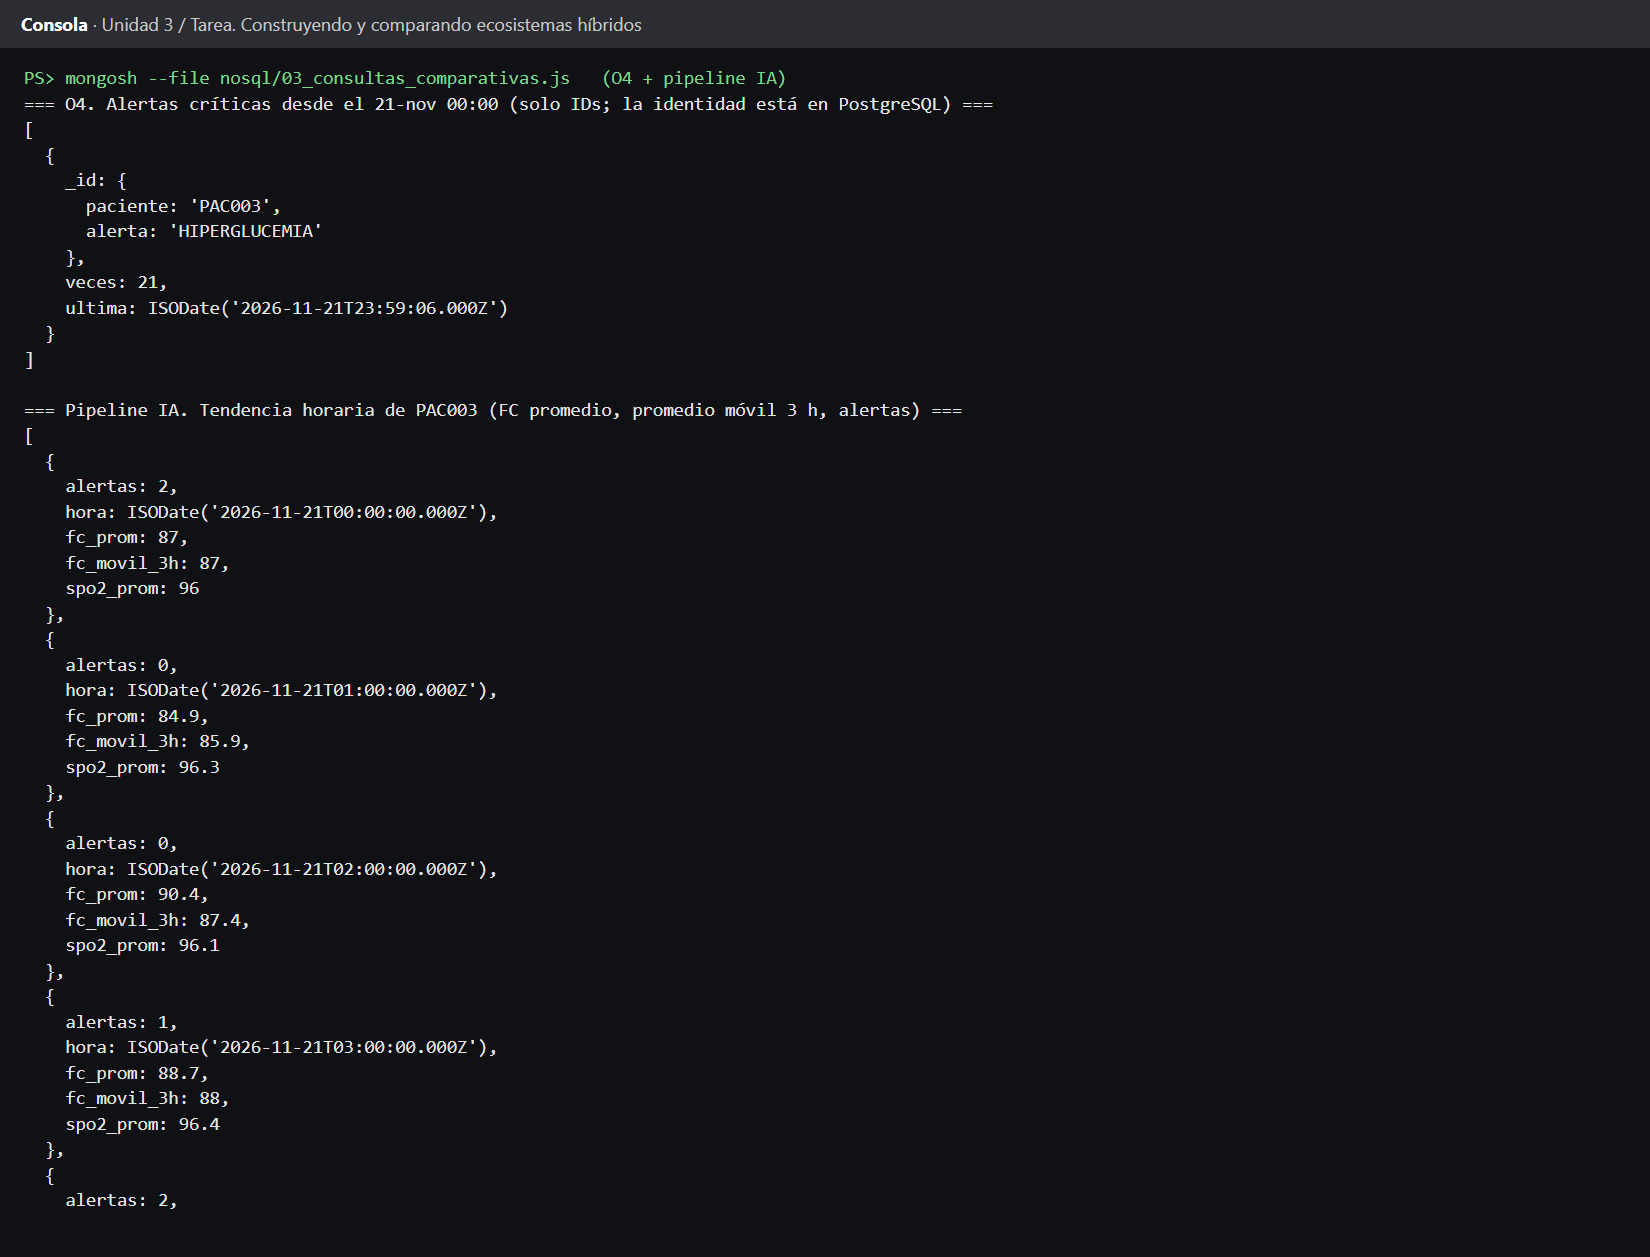 Consola · Unidad 3 / Tarea. Construyendo y comparando ecosistemas híbridos
PS> mongosh --file nosql/03_consultas_comparativas.js   (O4 + pipeline IA)
=== O4. Alertas críticas desde el 21-nov 00:00 (solo IDs; la identidad está en PostgreSQL) ===
[
  {
    _id: {
      paciente: 'PAC003',
      alerta: 'HIPERGLUCEMIA'
    },
    veces: 21,
    ultima: ISODate('2026-11-21T23:59:06.000Z')
  }
]

=== Pipeline IA. Tendencia horaria de PAC003 (FC promedio, promedio móvil 3 h, alertas) ===
[
  {
    alertas: 2,
    hora: ISODate('2026-11-21T00:00:00.000Z'),
    fc_prom: 87,
    fc_movil_3h: 87,
    spo2_prom: 96
  },
  {
    alertas: 0,
    hora: ISODate('2026-11-21T01:00:00.000Z'),
    fc_prom: 84.9,
    fc_movil_3h: 85.9,
    spo2_prom: 96.3
  },
  {
    alertas: 0,
    hora: ISODate('2026-11-21T02:00:00.000Z'),
    fc_prom: 90.4,
    fc_movil_3h: 87.4,
    spo2_prom: 96.1
  },
  {
    alertas: 1,
    hora: ISODate('2026-11-21T03:00:00.000Z'),
    fc_prom: 88.7,
    fc_movil_3h: 88,
    spo2_prom: 96.4
  },
  {
    alertas: 2,